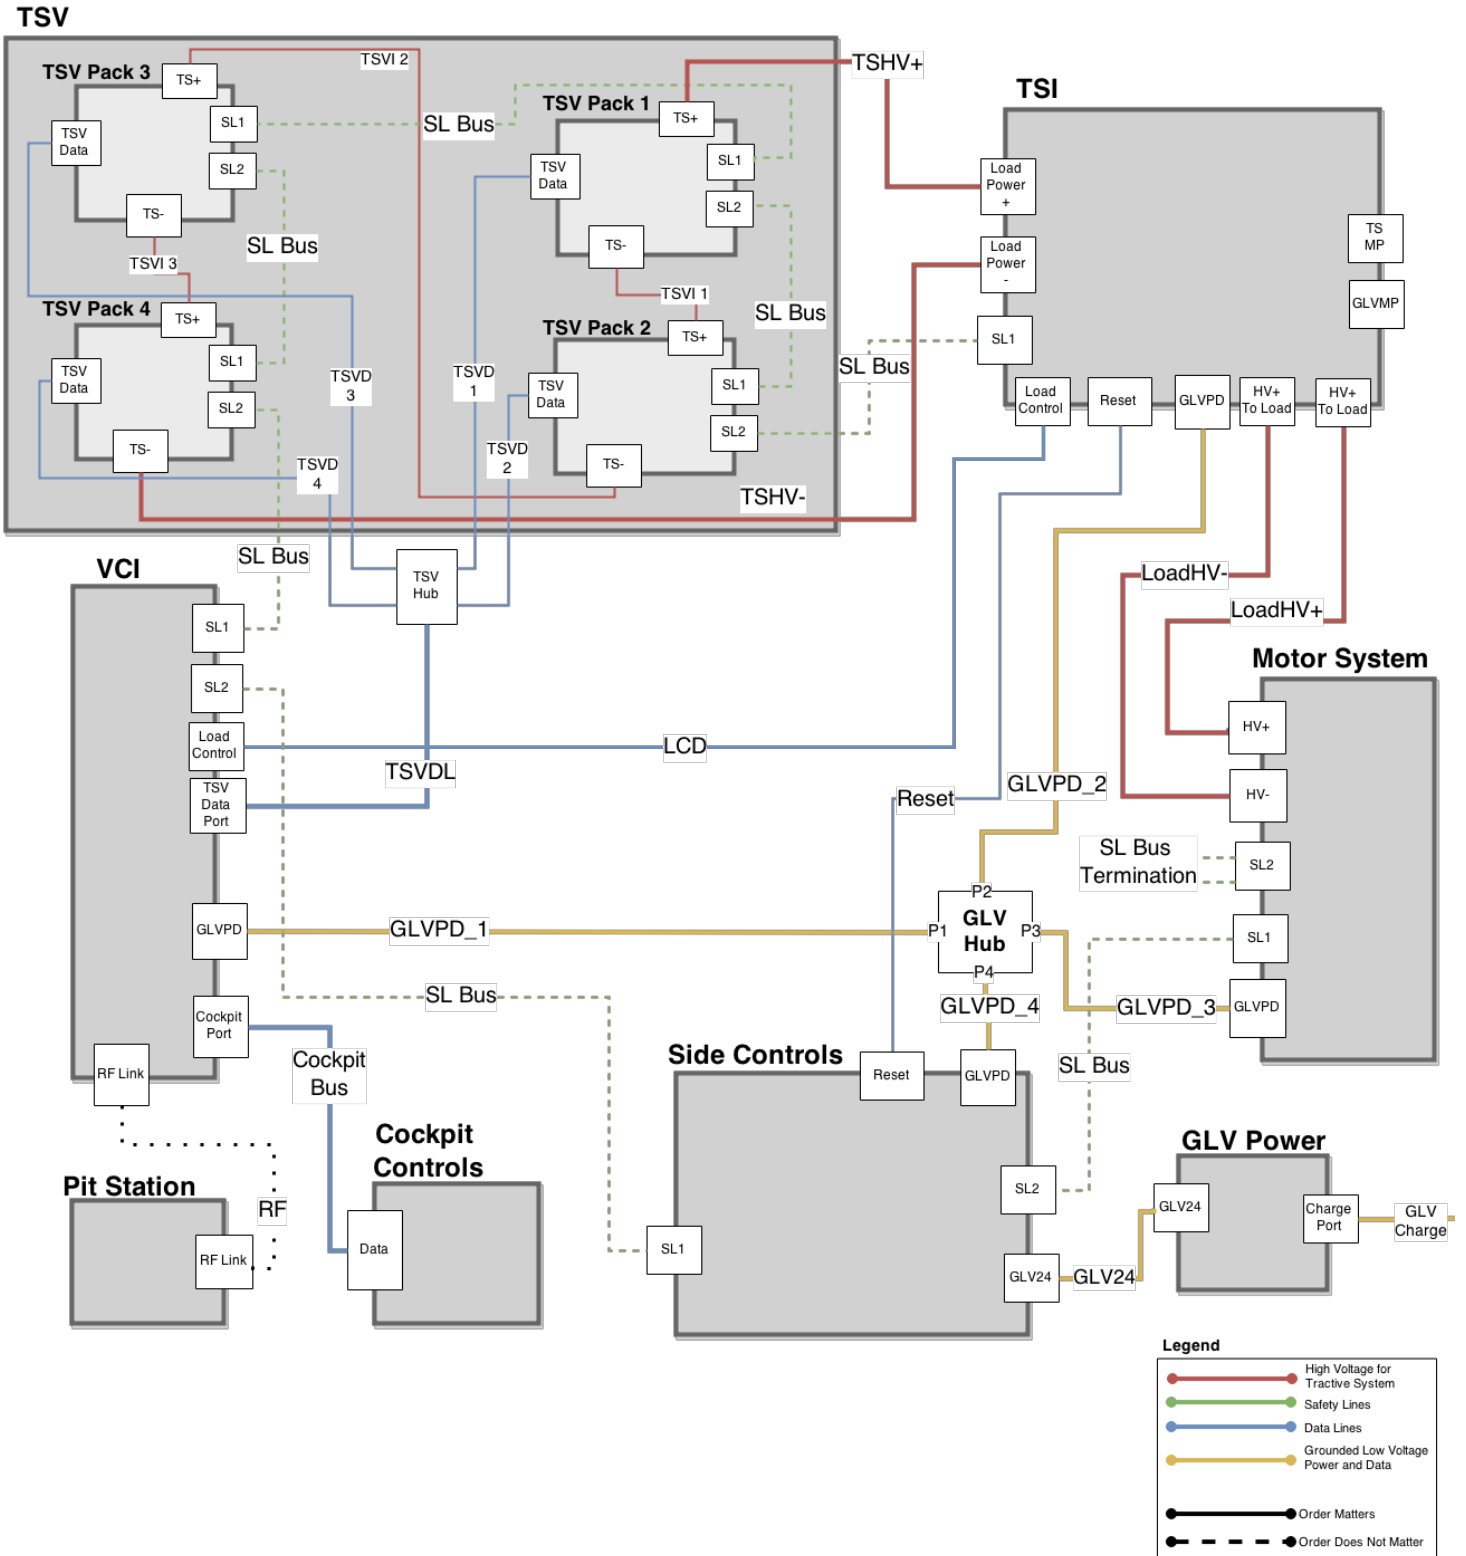 TSV
TSV Pack 3
TS+
TSVI 2
SL1
SL Bus
TSV
Data
SL2
TS-
SL Bus
TSVI 3
TSV Pack 4
TS+
TSV
Data
SL1
SL2
TS-
TSVD
3
TSVD
4
TSV Pack 1
TS+
TSV
Data
SL1
SL2
TS-
TSVI 1
SL Bus
TSV Pack 2
TS+
TSV
Data
SL1
SL2
TS-
TSVD
1
TSVD
2
TSHV-
TSHV+
SL Bus
TSI
Load
Power
+
Load
Power
-
SL1
TS
MP
GLVMP
Load
Control
Reset
GLVPD
HV+
To Load
HV+
To Load
SL Bus
TSV
Hub
VCI
SL1
SL2
Load
Control
TSV
Data
Port
GLVPD
Cockpit
Port
RF Link
LCD
TSVDL
LoadHV-
LoadHV+
Motor System
HV+
HV-
SL2
SL1
GLVPD
SL Bus
Termination
Reset
GLVPD_2
GLVPD_1
P2
P1
GLV
Hub
P3
P4
GLVPD_4
GLVPD_3
SL Bus
Cockpit
Bus
SL Bus
Side Controls
Reset
GLVPD
SL2
SL1
GLV24
GLV24
GLV Power
GLV24
Charge
Port
GLV
Charge
Cockpit
Controls
Data
Pit Station
RF
RF Link
Legend
High Voltage for
Tractive System
Safety Lines
Data Lines
Grounded Low Voltage
Power and Data
Order Matters
Order Does Not Matter